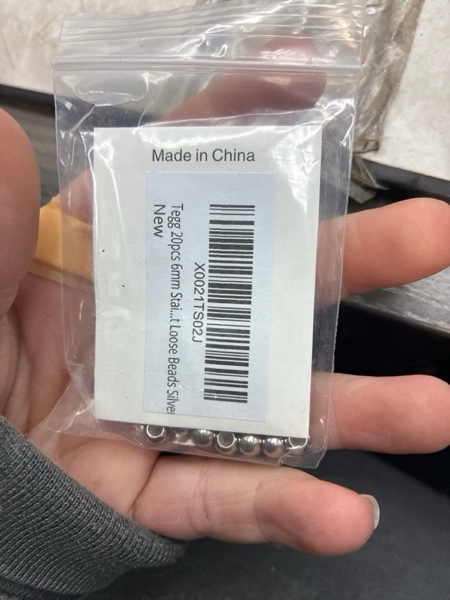 Made in China
X0021TS02J
Tegg 20pcs 6mm Stai...t Loose Beads Silver
New